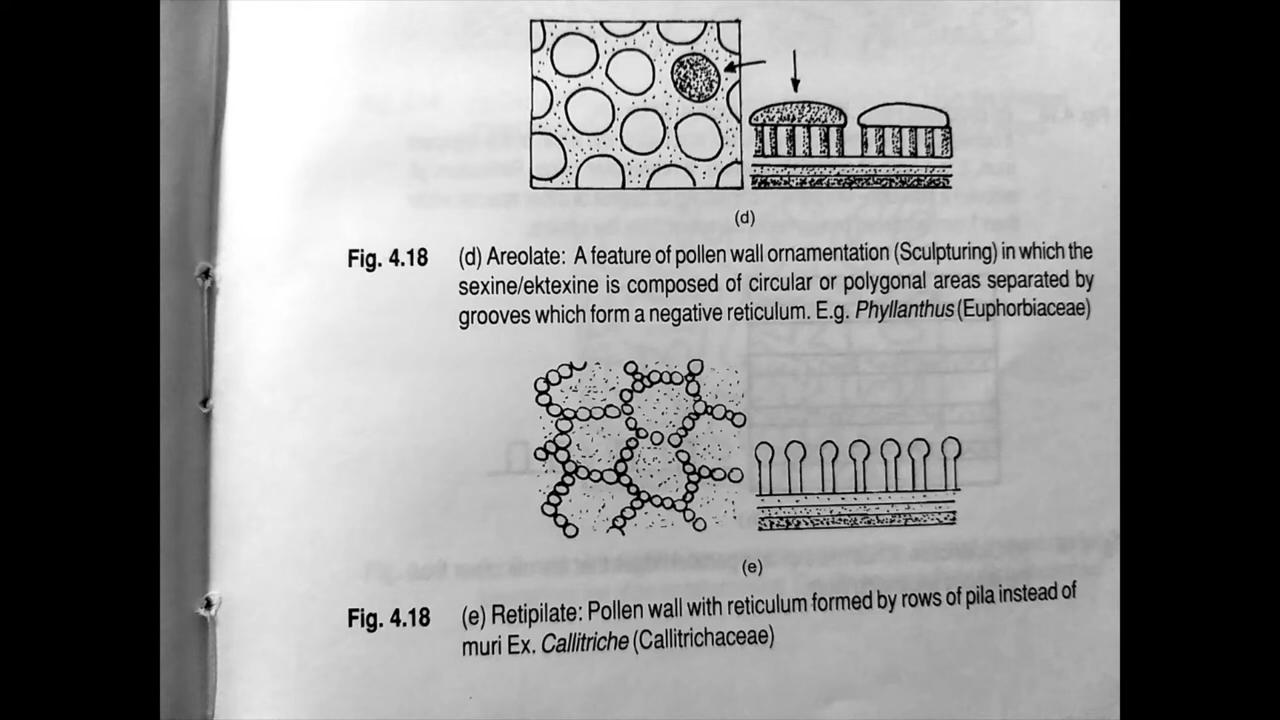 (d)
Fig. 4.18 (d) Areolate: A feature of pollen wall ornamentation (Sculpturing) in which the
sexine/ektexine is composed of circular or polygonal areas separated by
grooves which form a negative reticulum. E.g. Phyllanthus (Euphorbiaceae)
(e)
Fig. 4.18 (e) Retipilate: Pollen wall with reticulum formed by rows of pila instead of
muri Ex. Callitriche (Callitrichaceae)